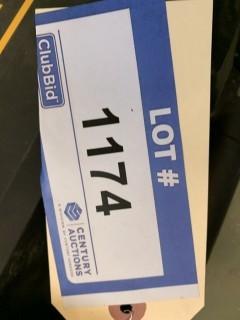 LOT #
1174
ClubBid
CENTURY
AUCTIONS